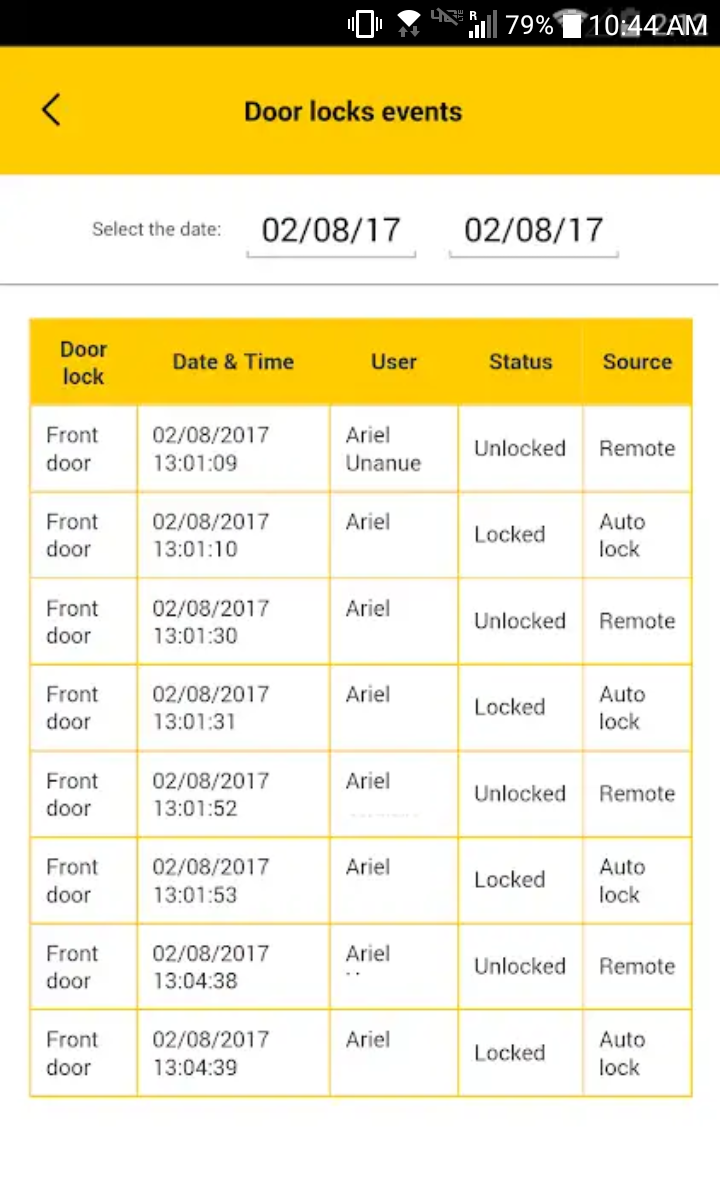 79% 10:44 AM
Door locks events
Select the date: 02/08/17 02/08/17
Door lock Date & Time User Status Source
Front door 02/08/2017 13:01:09 Ariel Unanue Unlocked Remote
Front door 02/08/2017 13:01:10 Ariel Locked Auto lock
Front door 02/08/2017 13:01:30 Ariel Unlocked Remote
Front door 02/08/2017 13:01:31 Ariel Locked Auto lock
Front door 02/08/2017 13:01:52 Ariel Unlocked Remote
Front door 02/08/2017 13:01:53 Ariel Locked Auto lock
Front door 02/08/2017 13:04:38 Ariel Unlocked Remote
Front door 02/08/2017 13:04:39 Ariel Locked Auto lock